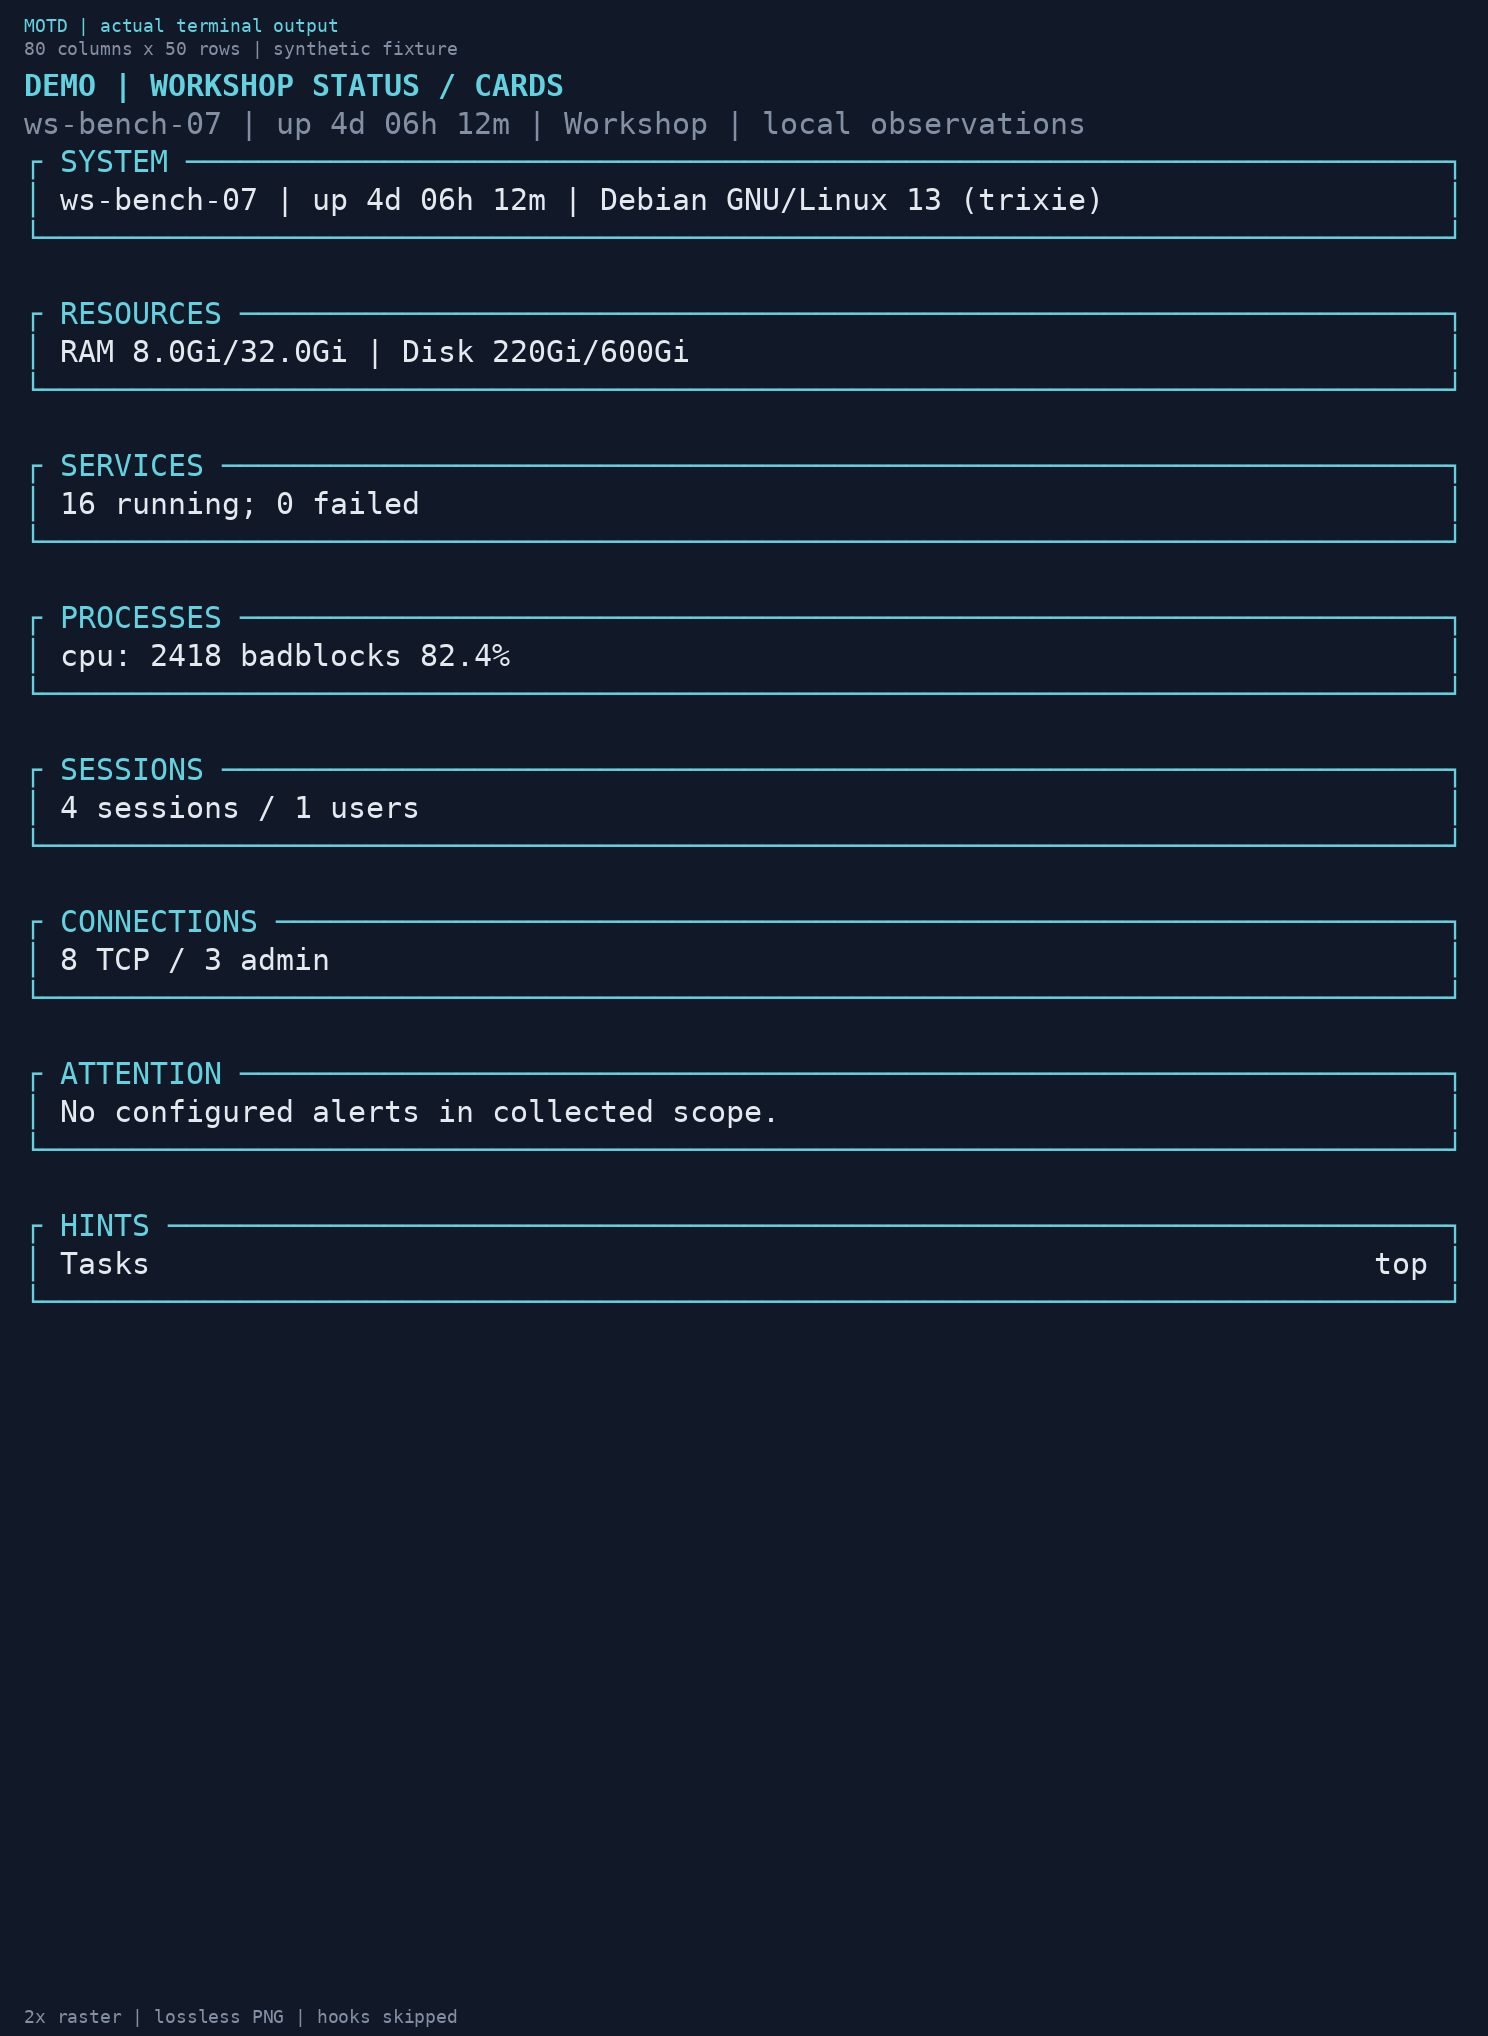 MOTD | actual terminal output
80 columns x 50 rows | synthetic fixture
DEMO | WORKSHOP STATUS / CARDS
ws-bench-07 | up 4d 06h 12m | Workshop | local observations
SYSTEM
ws-bench-07 | up 4d 06h 12m | Debian GNU/Linux 13 (trixie)
RESOURCES
RAM 8.0Gi/32.0Gi | Disk 220Gi/600Gi
SERVICES
16 running; 0 failed
PROCESSES
cpu: 2418 badblocks 82.4%
SESSIONS
4 sessions / 1 users
CONNECTIONS
8 TCP / 3 admin
ATTENTION
No configured alerts in collected scope.
HINTS
Tasks top
2x raster | lossless PNG | hooks skipped